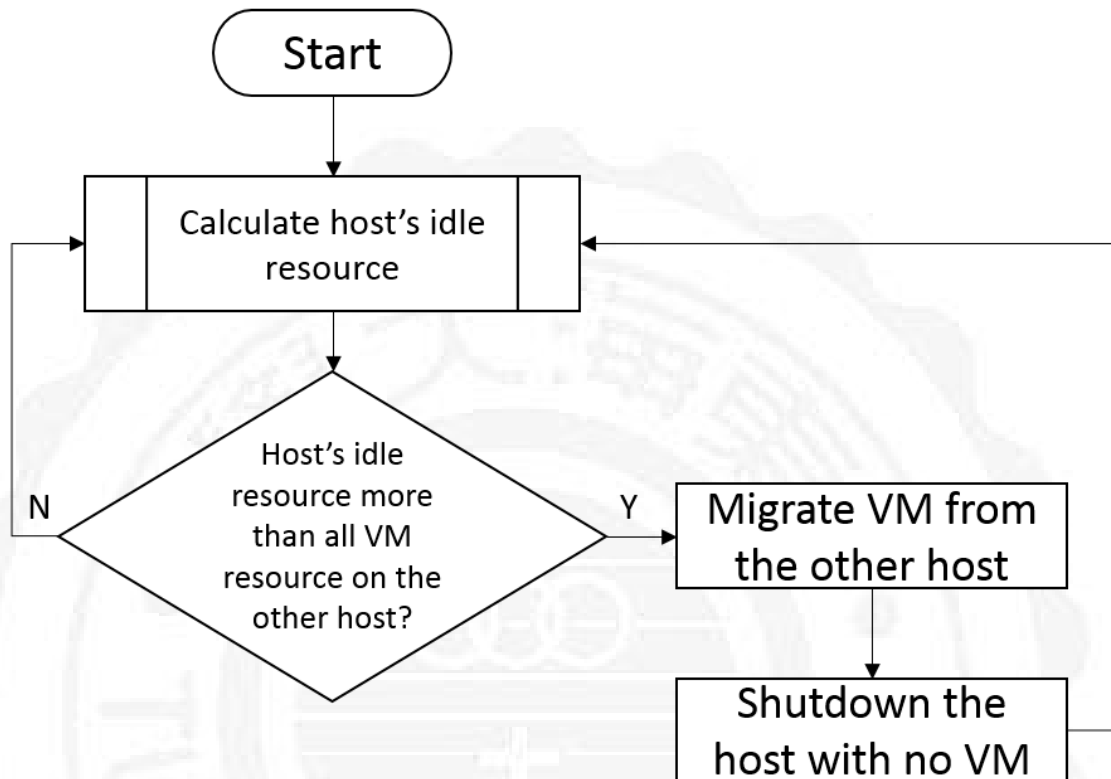 Start
Calculate host's idle
resource
Host's idle
resource more
than all VM
resource on the
other host?
N
Y
Migrate VM from
the other host
Shutdown the
host with no VM